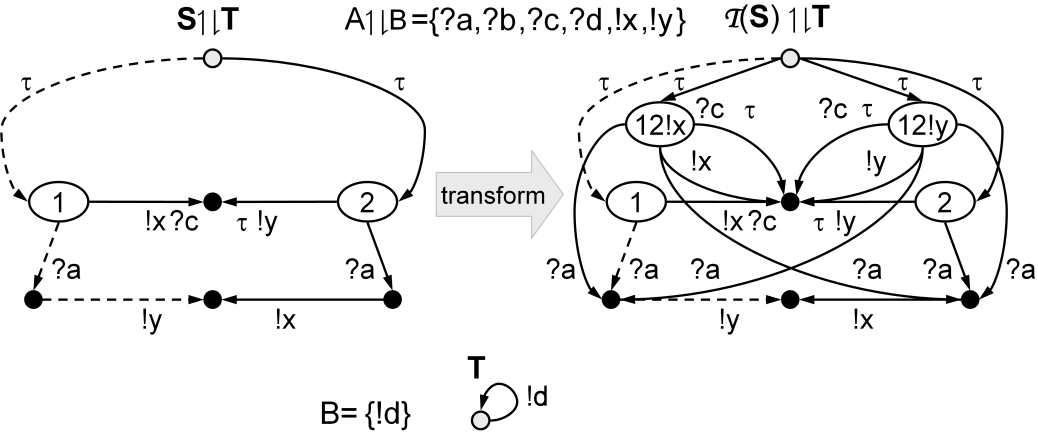 S↿⇂T
A↿⇂B={?a,?b,?c,?d,!x,!y}
𝒯(S)↿⇂T
τ
τ
τ
τ
τ
τ
12!x
?c τ
?c τ
12!y
!x
!y
1
2
transform
1
2
!x?c
τ !y
!x?c
τ !y
?a
?a
?a
?a
?a
?a
?a
?a
!y
!x
!y
!x
T
B= {!d}
!d